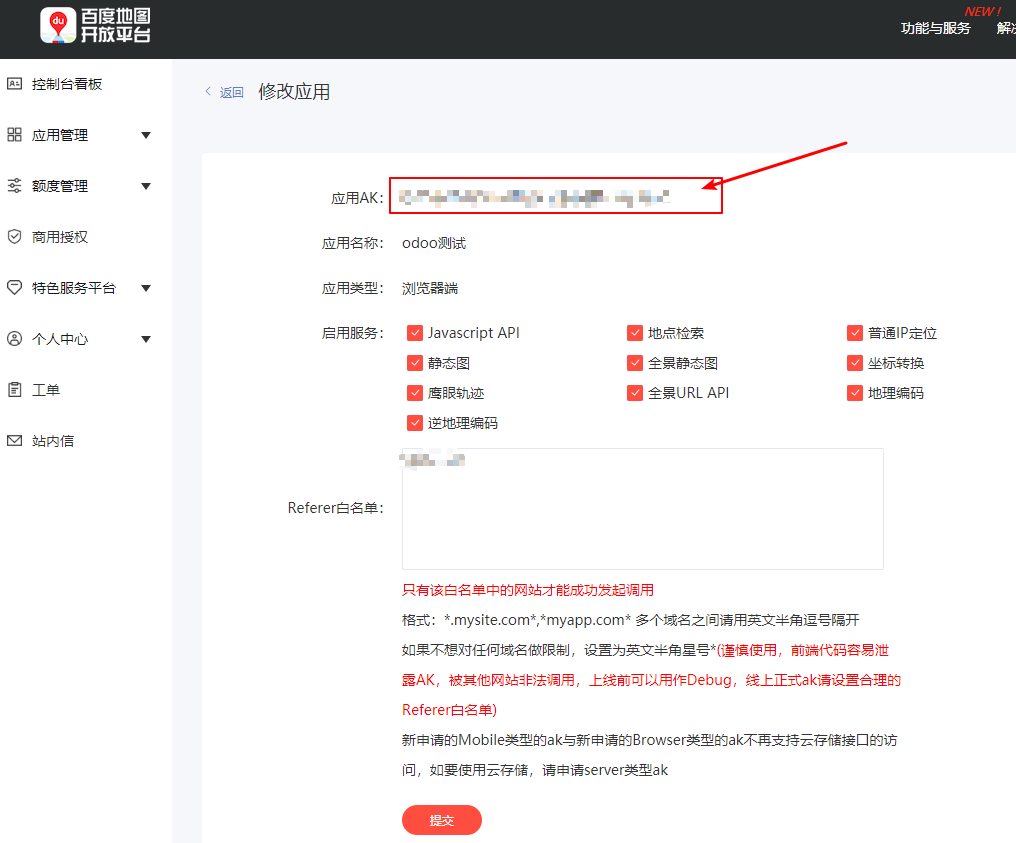 du 百度地图
开放平台
NEW !
功能与服务
解决
控制台看板
应用管理
额度管理
商用授权
特色服务平台
个人中心
工单
站内信
返回 修改应用
应用AK：
应用名称： odoo测试
应用类型： 浏览器端
启用服务： Javascript API 地点检索 普通IP定位
静态图 全景静态图 坐标转换
鹰眼轨迹 全景URL API 地理编码
逆地理编码
Referer白名单：
只有该白名单中的网站才能成功发起调用
格式：*.mysite.com*,*myapp.com* 多个域名之间请用英文半角逗号隔开
如果不想对任何域名做限制，设置为英文半角星号*(谨慎使用，前端代码容易泄
露AK，被其他网站非法调用，上线前可以用作Debug，线上正式ak请设置合理的
Referer白名单)
新申请的Mobile类型的ak与新申请的Browser类型的ak不再支持云存储接口的访
问，如要使用云存储，请申请server类型ak
提交